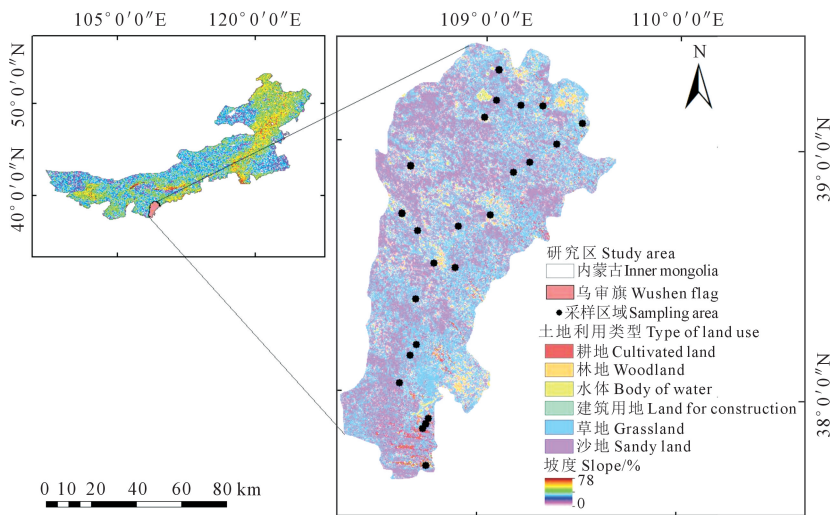 105°0′0″E 120°0′0″E
109°0′0″E 110°0′0″E
50°0′0″N
40°0′0″N
N
39°0′0″N
38°0′0″N
研究区 Study area
内蒙古 Inner mongolia
乌审旗 Wushen flag
采样区域 Sampling area
土地利用类型 Type of land use
耕地 Cultivated land
林地 Woodland
水体 Body of water
建筑用地 Land for construction
草地 Grassland
沙地 Sandy land
坡度 Slope/%
78
0
0 10 20 40 60 80 km